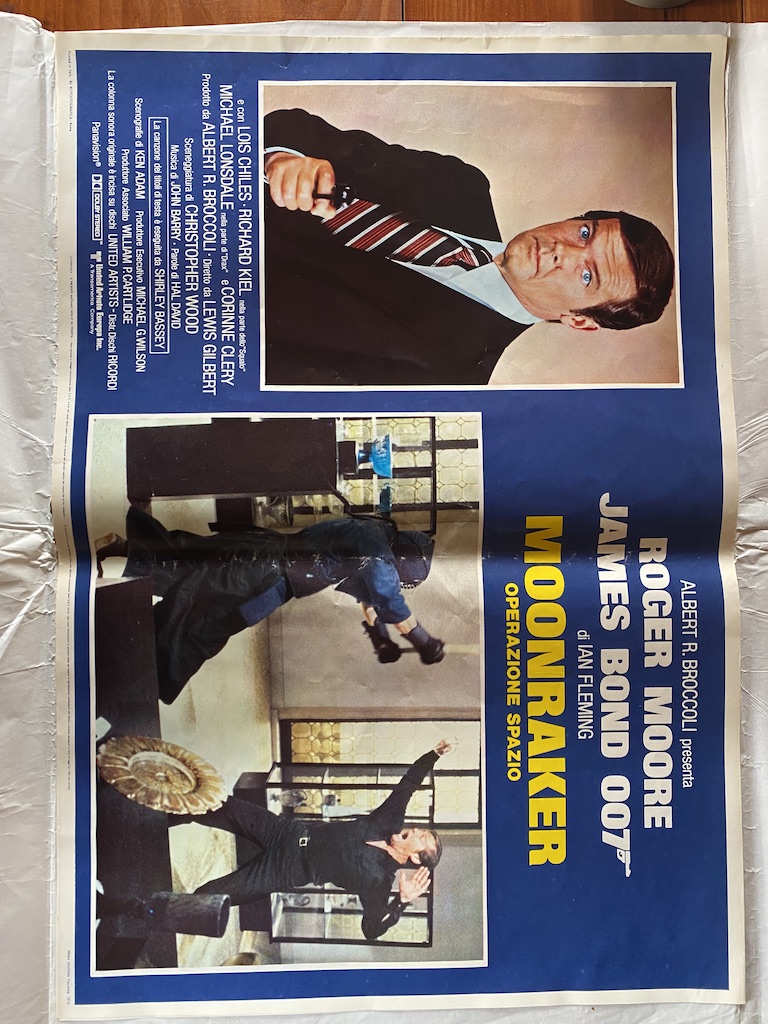 ALBERT R. BROCCOLI presenta
ROGER MOORE
JAMES BOND 007
di IAN FLEMING
MOONRAKER
OPERAZIONE SPAZIO
e con LOIS CHILES · RICHARD KIEL nella parte dello "Squalo"
MICHAEL LONSDALE nella parte di "Drax" e CORINNE CLERY
Prodotto da ALBERT R. BROCCOLI · Diretto da LEWIS GILBERT
Sceneggiatura di CHRISTOPHER WOOD
Musica di JOHN BARRY · Parole di HAL DAVID
La canzone dei titoli di testa è eseguita da SHIRLEY BASSEY
Scenografie di KEN ADAM Produttore Esecutivo MICHAEL G. WILSON
Produttore Associato WILLIAM P. CARTLIDGE
La colonna sonora originale è incisa su dischi UNITED ARTISTS - Distr. Dischi RICORDI
Panavision® DOLBY STEREO United Artists Europa Inc.
A Transamerica Company
Printed in Italy